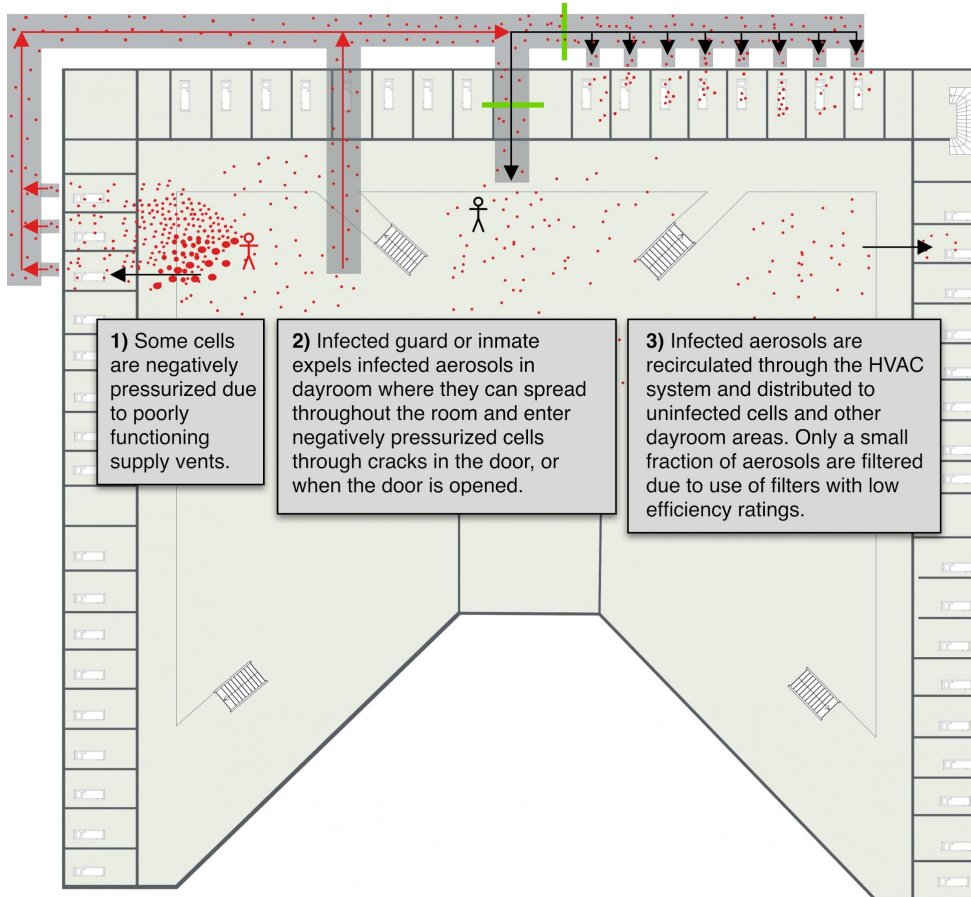 1) Some cells
are negatively
pressurized due
to poorly
functioning
supply vents.
2) Infected guard or inmate
expels infected aerosols in
dayroom where they can spread
throughout the room and enter
negatively pressurized cells
through cracks in the door, or
when the door is opened.
3) Infected aerosols are
recirculated through the HVAC
system and distributed to
uninfected cells and other
dayroom areas. Only a small
fraction of aerosols are filtered
due to use of filters with low
efficiency ratings.